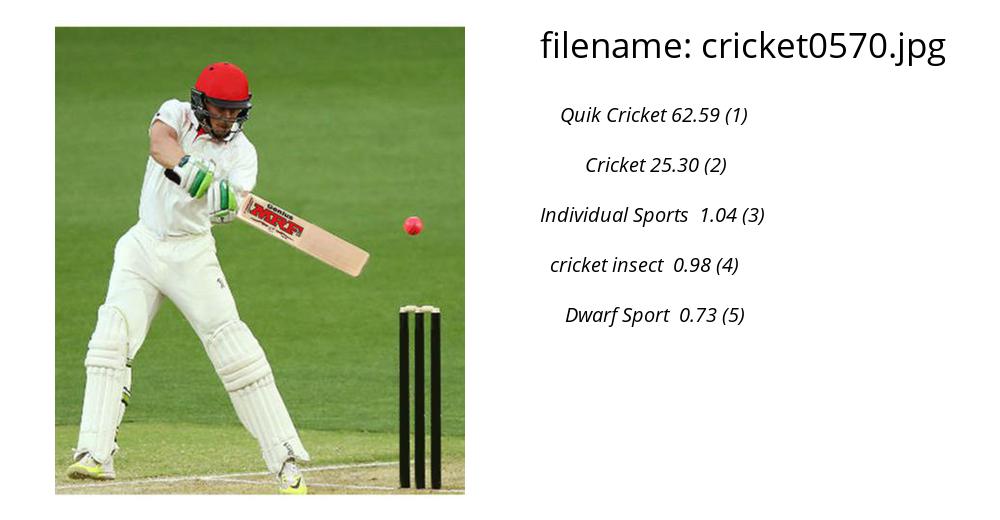 filename: cricket0570.jpg
Quik Cricket 62.59 (1)
Cricket 25.30 (2)
Individual Sports 1.04 (3)
cricket insect 0.98 (4)
Dwarf Sport 0.73 (5)
Genius
MRF